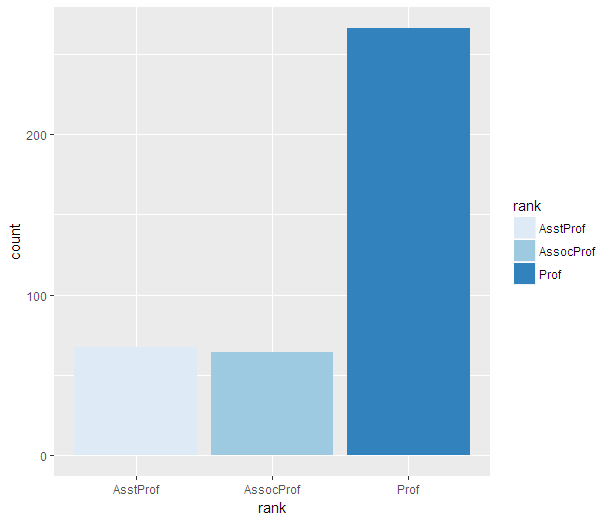 200
100
0
count
AsstProf
AssocProf
Prof
rank
rank
AsstProf
AssocProf
Prof